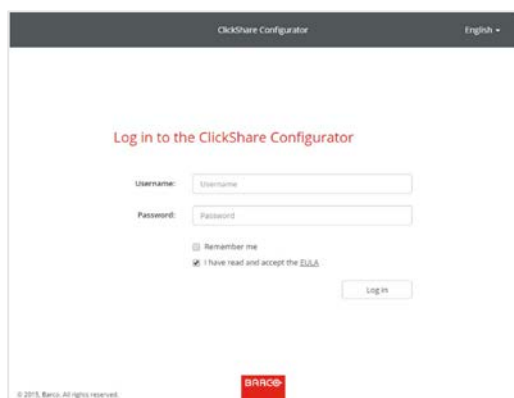 ClickShare Configurator
English
Log in to the ClickShare Configurator
Username:
Username
Password:
Password
Remember me
I have read and accept the EULA
Log in
BARCO
© 2015, Barco. All rights reserved.